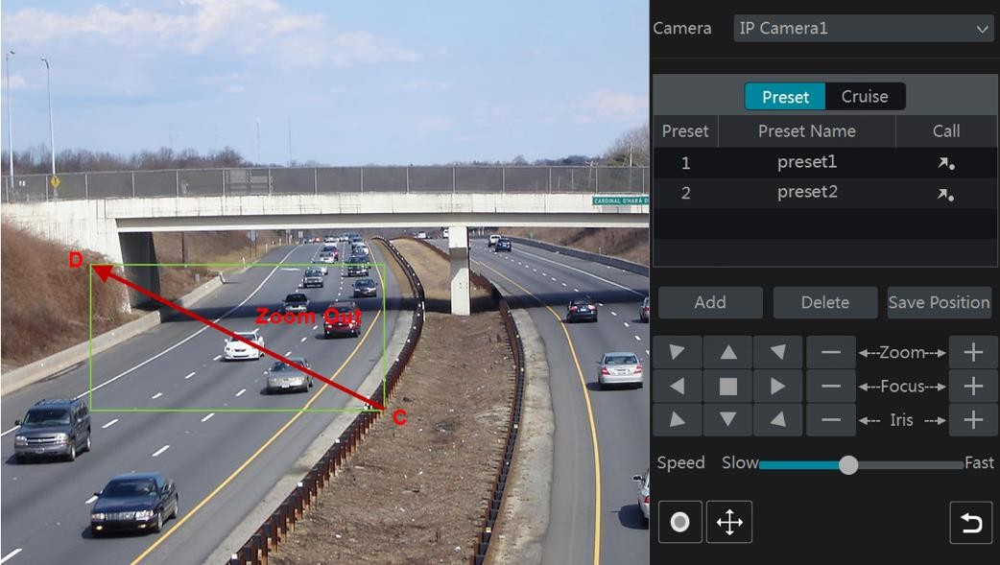 Camera IP Camera1
Preset Cruise
Preset Preset Name Call
1 preset1
2 preset2
CARDINAL O'HARA
D
Zoom Out
C
Add Delete Save Position
Zoom
Focus
Iris
Speed Slow Fast